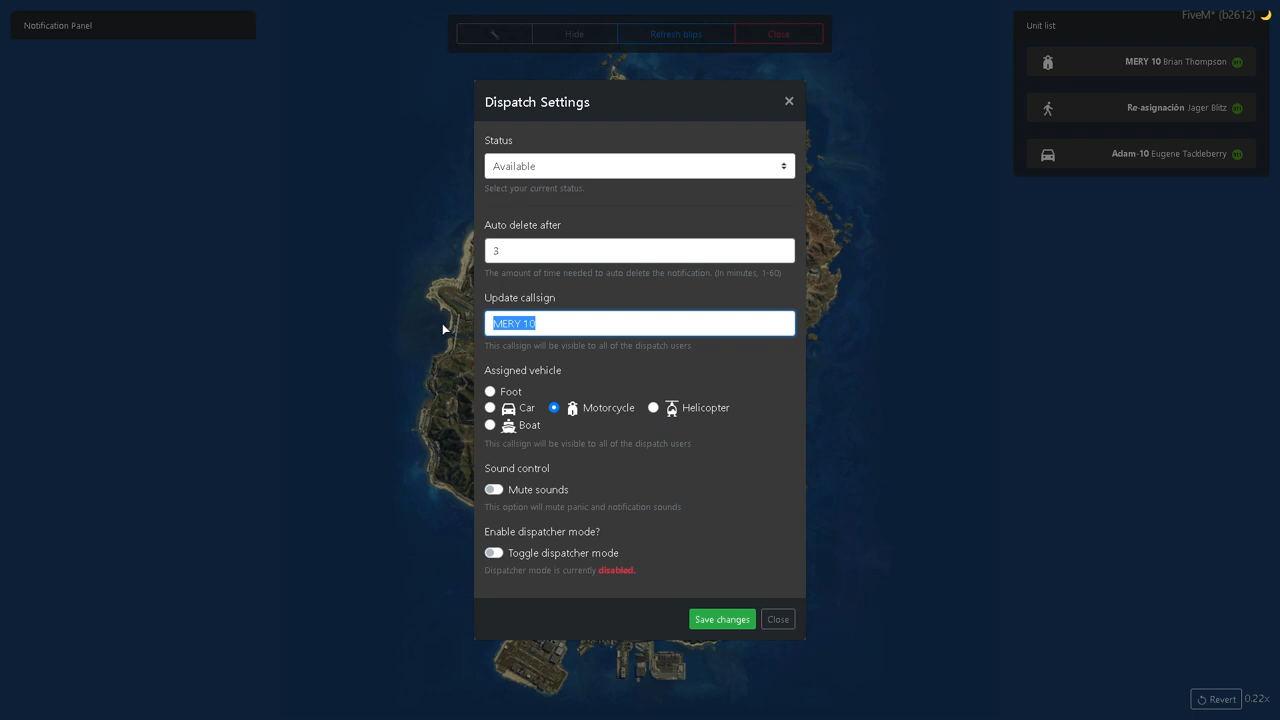 Notification Panel
Hide
Refresh blips
Close
FiveM* (b2612)
Unit list
MERY 10 Brian Thompson
Re-asignación Jager Blitz
Adam-10 Eugene Tackleberry
Dispatch Settings
×
Status
Available
Select your current status.
Auto delete after
3
The amount of time needed to auto delete the notification. (In minutes, 1-60)
Update callsign
MERY 10
This callsign will be visible to all of the dispatch users
Assigned vehicle
Foot
Car Motorcycle Helicopter
Boat
This callsign will be visible to all of the dispatch users
Sound control
Mute sounds
This option will mute panic and notification sounds
Enable dispatcher mode?
Toggle dispatcher mode
Dispatcher mode is currently disabled.
Save changes
Close
Revert 0.22x